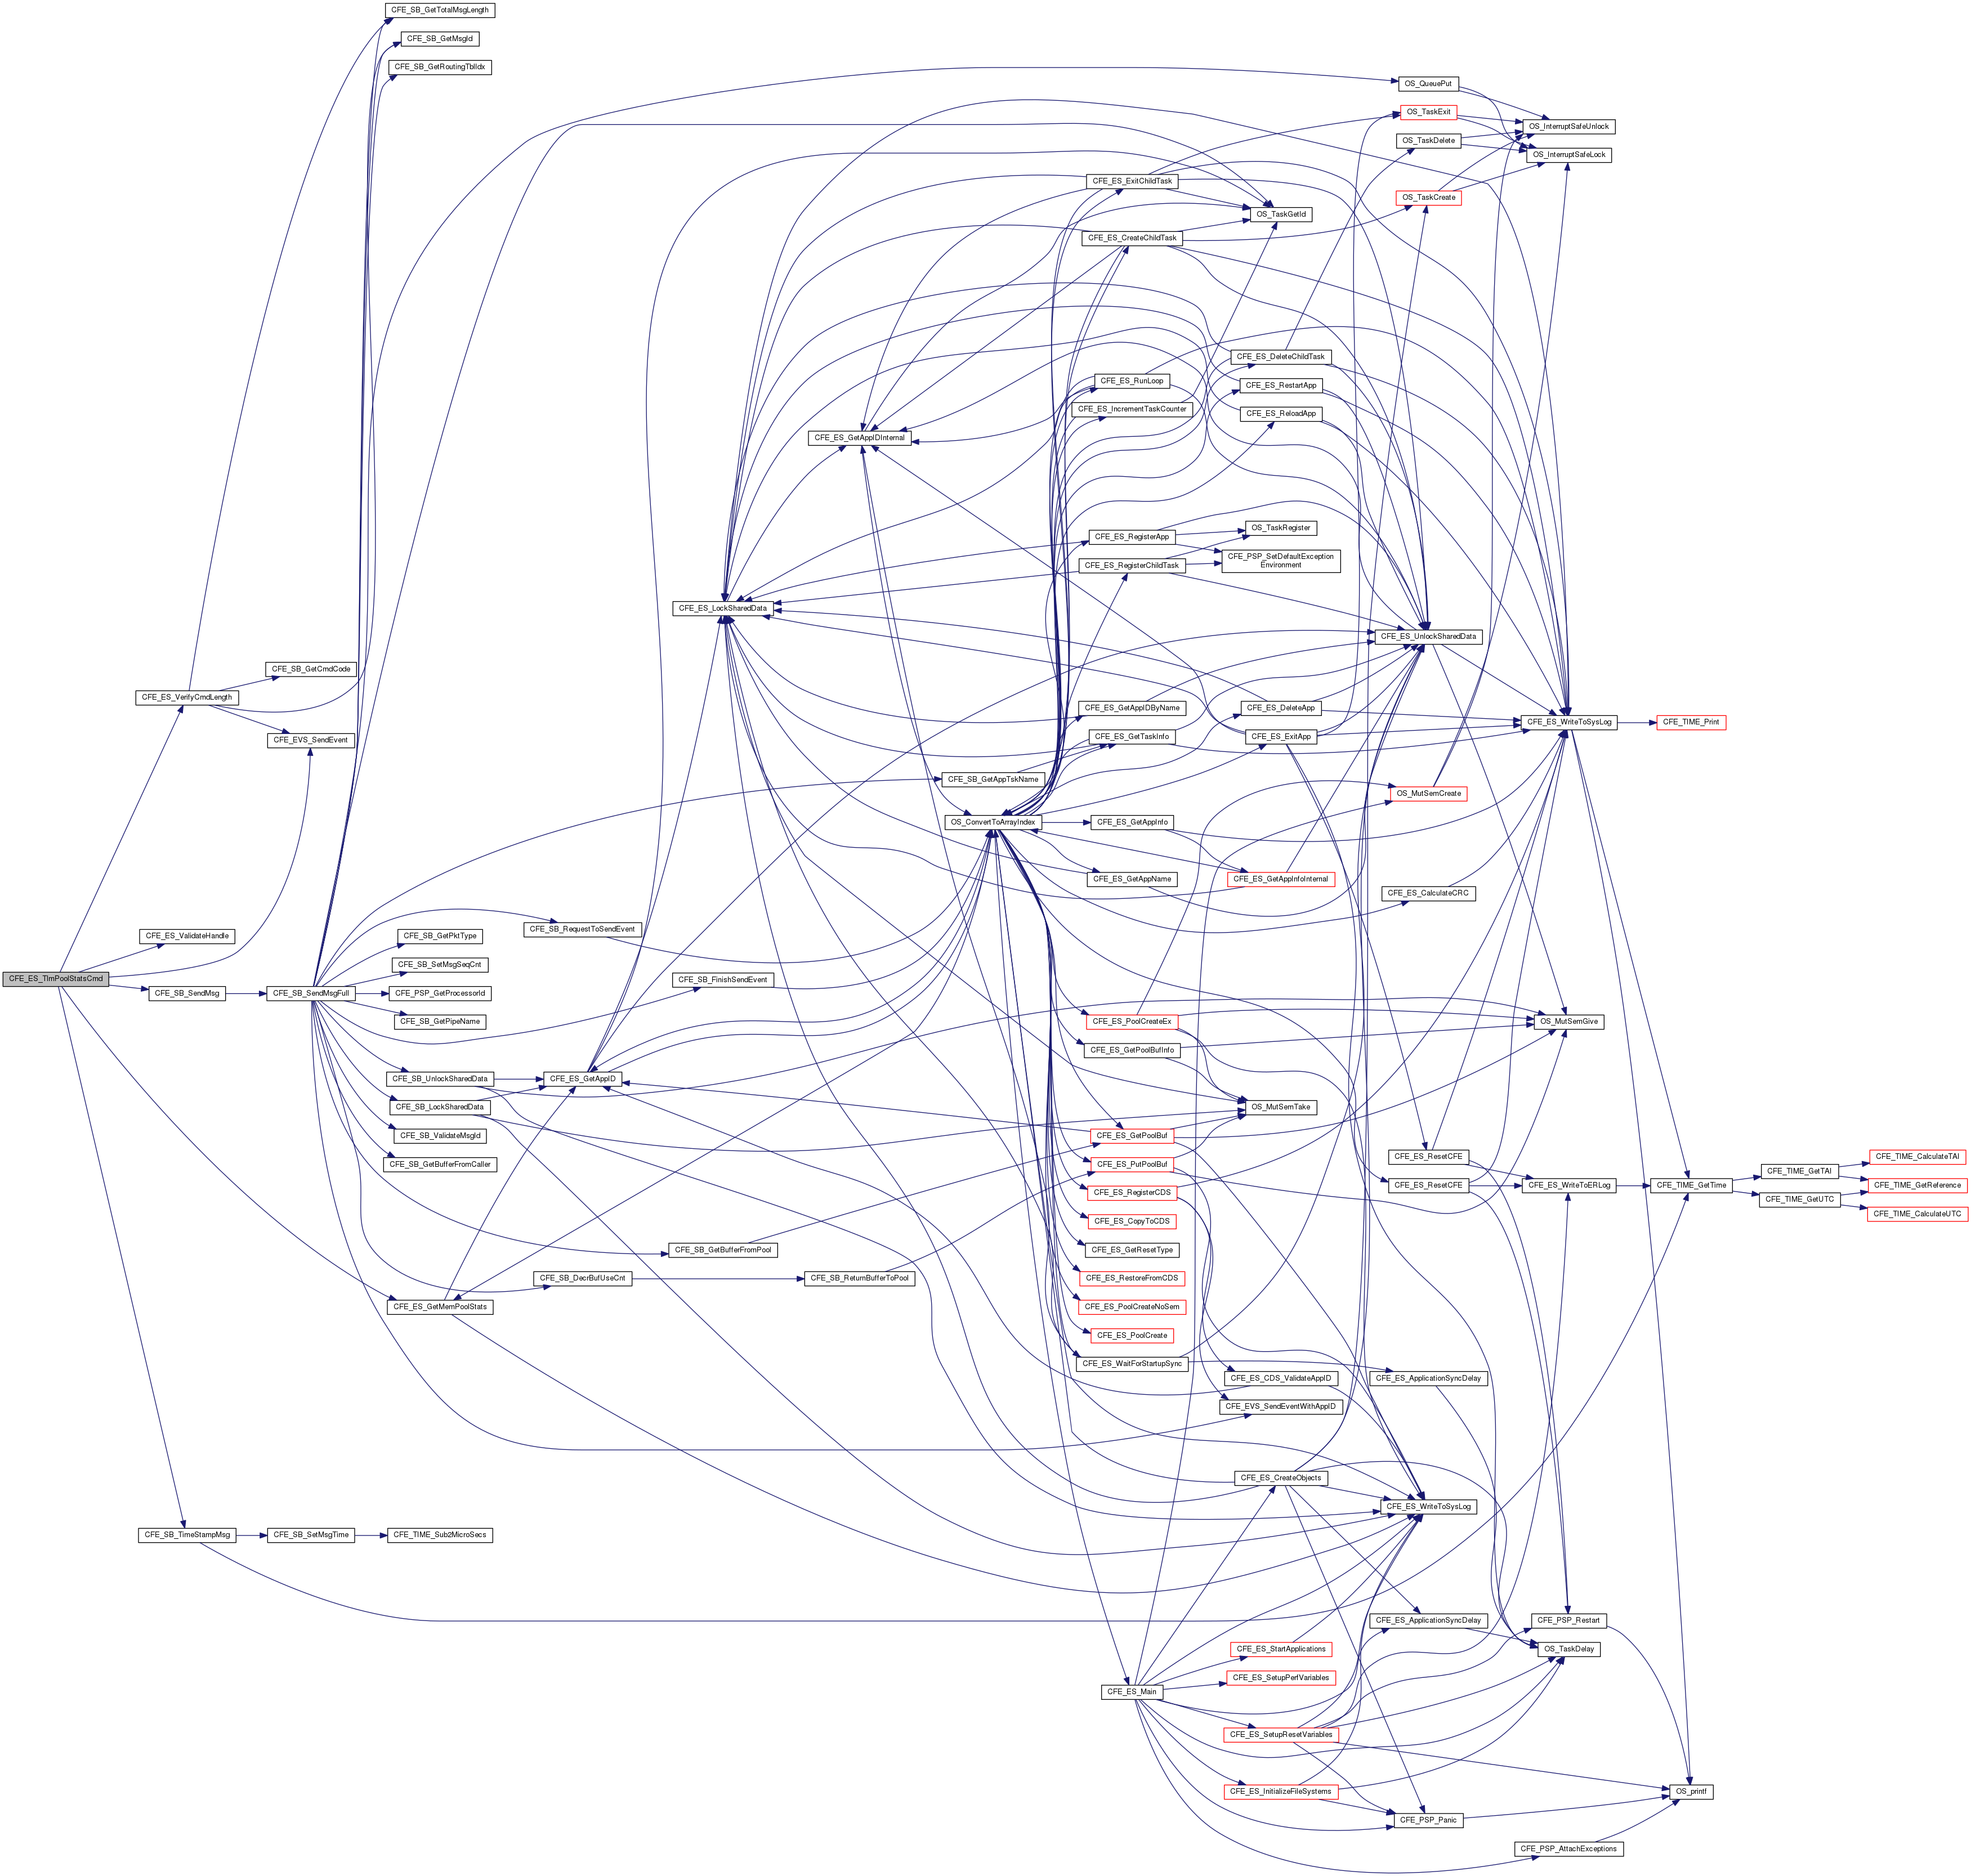 CFE_SB_GetTotalMsgLength
CFE_SB_GetMsgId
CFE_SB_GetRoutingTblIdx
OS_QueuePut
OS_TaskExit
OS_InterruptSafeUnlock
OS_TaskDelete
OS_InterruptSafeLock
CFE_ES_ExitChildTask
OS_TaskCreate
OS_TaskGetId
CFE_ES_CreateChildTask
CFE_ES_DeleteChildTask
CFE_ES_RunLoop
CFE_ES_RestartApp
CFE_ES_IncrementTaskCounter
CFE_ES_ReloadApp
CFE_ES_GetAppIDInternal
OS_TaskRegister
CFE_ES_RegisterApp
CFE_PSP_SetDefaultException
Environment
CFE_ES_RegisterChildTask
CFE_ES_LockSharedData
CFE_ES_UnlockSharedData
CFE_SB_GetCmdCode
CFE_ES_VerifyCmdLength
CFE_ES_GetAppIDByName
CFE_ES_DeleteApp
CFE_ES_WriteToSysLog
CFE_TIME_Print
CFE_EVS_SendEvent
CFE_ES_GetTaskInfo
CFE_ES_ExitApp
CFE_SB_GetAppTskName
OS_MutSemCreate
OS_ConvertToArrayIndex
CFE_ES_GetAppInfo
CFE_ES_GetAppName
CFE_ES_GetAppInfoInternal
CFE_ES_CalculateCRC
CFE_SB_RequestToSendEvent
CFE_ES_ValidateHandle
CFE_SB_GetPktType
CFE_SB_SetMsgSeqCnt
CFE_ES_TlmPoolStatsCmd
CFE_SB_FinishSendEvent
CFE_SB_SendMsg
CFE_SB_SendMsgFull
CFE_PSP_GetProcessorId
CFE_SB_GetPipeName
CFE_ES_PoolCreateEx
OS_MutSemGive
CFE_ES_GetPoolBufInfo
CFE_SB_UnlockSharedData
CFE_ES_GetAppID
CFE_SB_LockSharedData
OS_MutSemTake
CFE_SB_ValidateMsgId
CFE_ES_GetPoolBuf
CFE_ES_ResetCFE
CFE_SB_GetBufferFromCaller
CFE_ES_PutPoolBuf
CFE_TIME_CalculateTAI
CFE_TIME_GetTAI
CFE_ES_RegisterCDS
CFE_ES_ResetCFE
CFE_ES_WriteToERLog
CFE_TIME_GetTime
CFE_TIME_GetReference
CFE_TIME_GetUTC
CFE_TIME_CalculateUTC
CFE_ES_CopyToCDS
CFE_SB_GetBufferFromPool
CFE_ES_GetResetType
CFE_SB_DecrBufUseCnt
CFE_SB_ReturnBufferToPool
CFE_ES_RestoreFromCDS
CFE_ES_GetMemPoolStats
CFE_ES_PoolCreateNoSem
CFE_ES_PoolCreate
CFE_ES_WaitForStartupSync
CFE_ES_CDS_ValidateAppID
CFE_ES_ApplicationSyncDelay
CFE_EVS_SendEventWithAppID
CFE_ES_CreateObjects
CFE_ES_WriteToSysLog
CFE_SB_TimeStampMsg
CFE_SB_SetMsgTime
CFE_TIME_Sub2MicroSecs
CFE_ES_ApplicationSyncDelay
CFE_PSP_Restart
CFE_ES_StartApplications
OS_TaskDelay
CFE_ES_SetupPerfVariables
CFE_ES_Main
CFE_ES_SetupResetVariables
CFE_ES_InitializeFileSystems
OS_printf
CFE_PSP_Panic
CFE_PSP_AttachExceptions